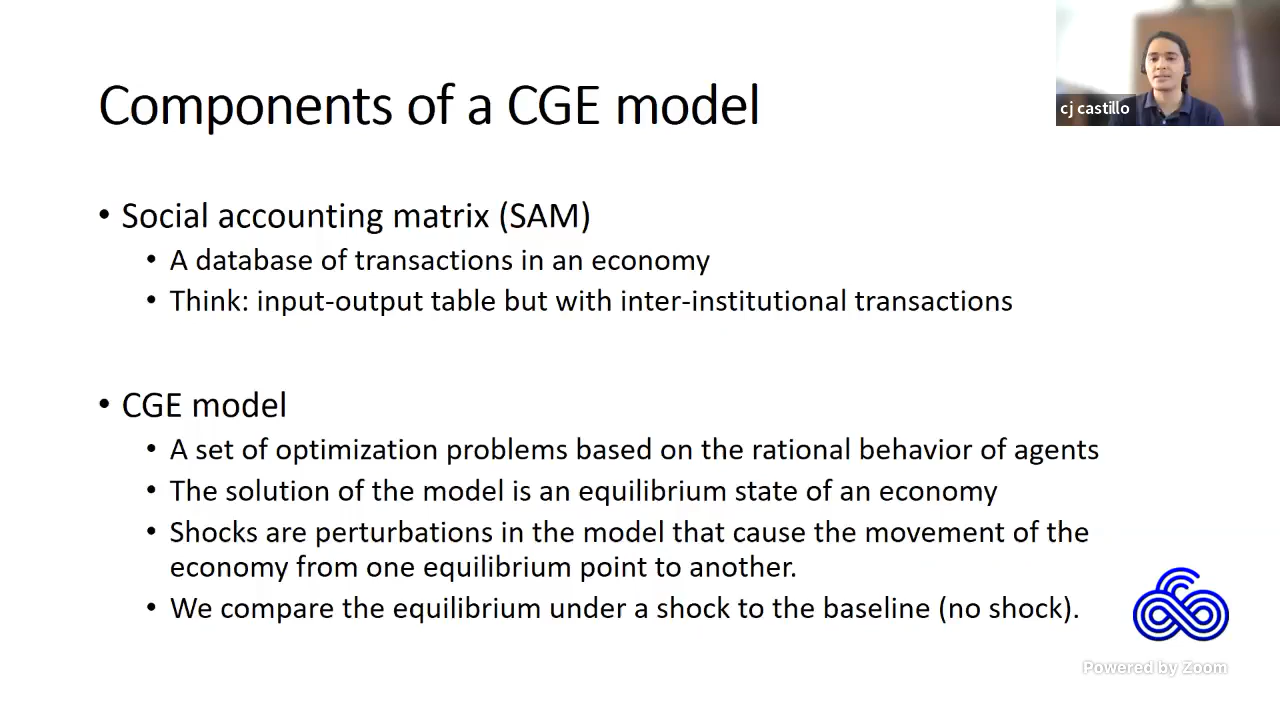 Components of a CGE model
cj castillo
• Social accounting matrix (SAM)
• A database of transactions in an economy
• Think: input-output table but with inter-institutional transactions
• CGE model
• A set of optimization problems based on the rational behavior of agents
• The solution of the model is an equilibrium state of an economy
• Shocks are perturbations in the model that cause the movement of the
economy from one equilibrium point to another.
• We compare the equilibrium under a shock to the baseline (no shock).
Powered by Zoom